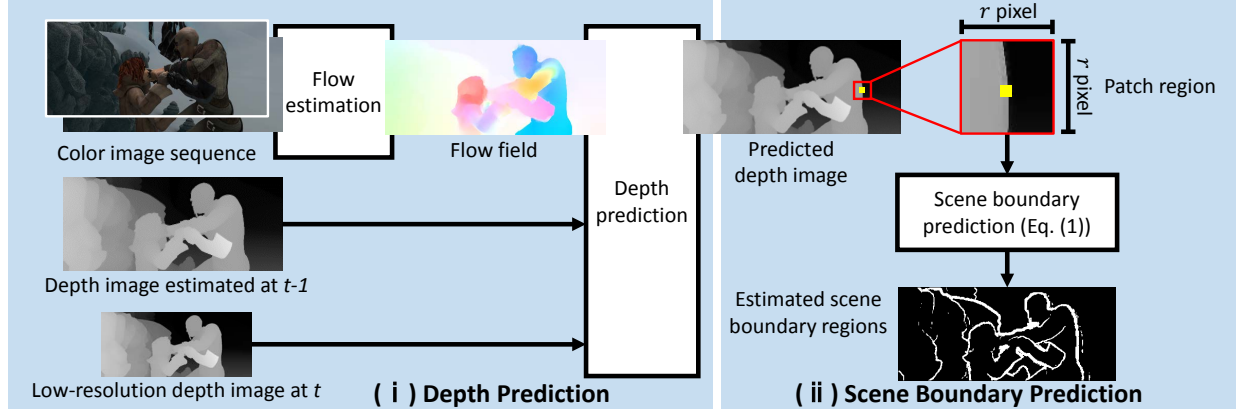 Color image sequence
Flow
estimation
Flow field
Depth image estimated at t-1
Low-resolution depth image at t
Depth
prediction
( i ) Depth Prediction
r pixel
r pixel
Patch region
Predicted
depth image
Scene boundary
prediction (Eq. (1))
Estimated scene
boundary regions
( ii ) Scene Boundary Prediction